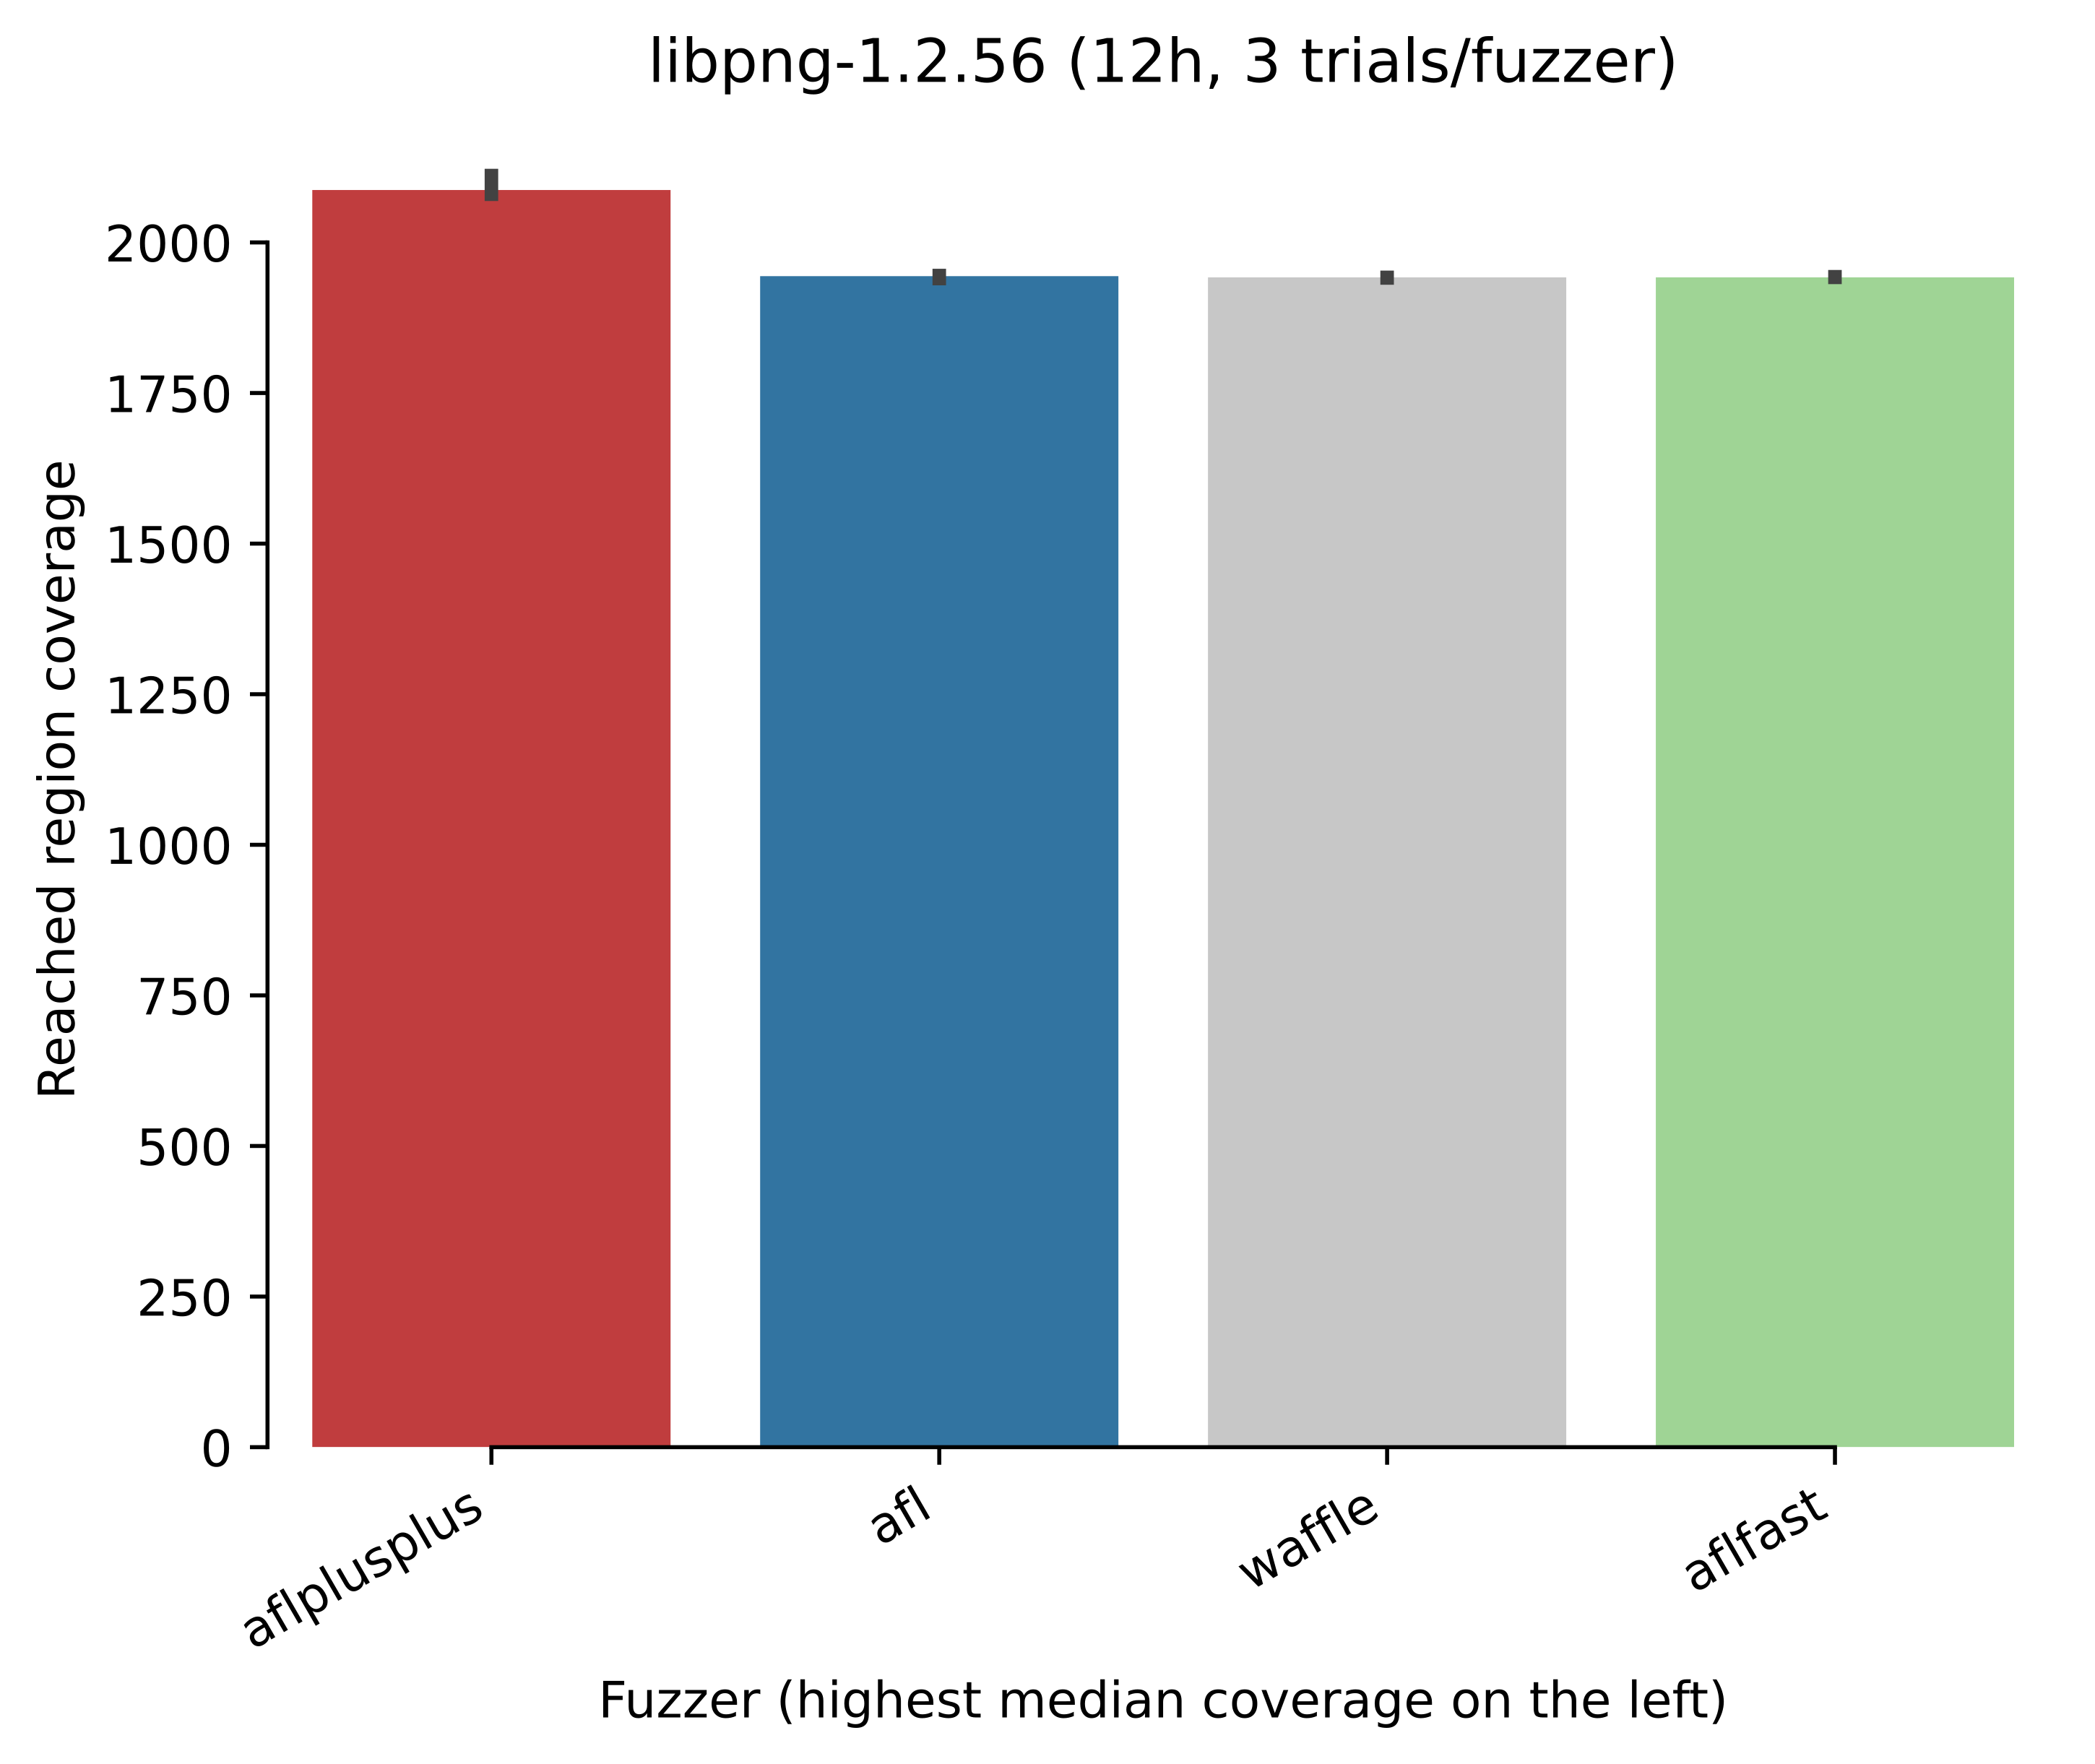 libpng-1.2.56 (12h, 3 trials/fuzzer)
Reached region coverage
2000
1750
1500
1250
1000
750
500
250
0
aflplusplus
afl
waffle
aflfast
Fuzzer (highest median coverage on the left)